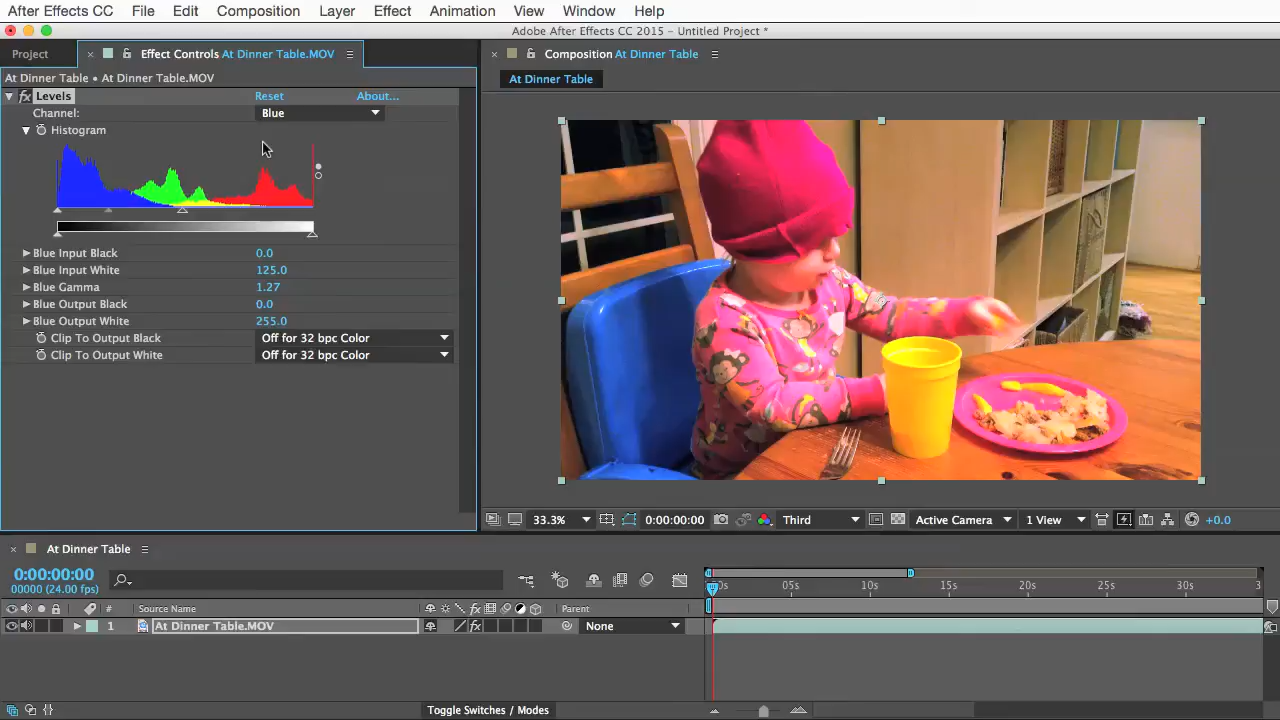 After Effects CC File Edit Composition Layer Effect Animation View Window Help
Adobe After Effects CC 2015 - Untitled Project *
Project × Effect Controls At Dinner Table.MOV
× Composition At Dinner Table
At Dinner Table • At Dinner Table.MOV
At Dinner Table
fx Levels Reset About...
Channel: Blue
Histogram
Blue Input Black 0.0
Blue Input White 125.0
Blue Gamma 1.27
Blue Output Black 0.0
Blue Output White 255.0
Clip To Output Black Off for 32 bpc Color
Clip To Output White Off for 32 bpc Color
33.3% 0:00:00:00 Third Active Camera 1 View +0.0
× At Dinner Table
0:00:00:00
00000 (24.00 fps)
05s 10s 15s 20s 25s 30s
# Source Name fx Parent
1 At Dinner Table.MOV fx None
Toggle Switches / Modes